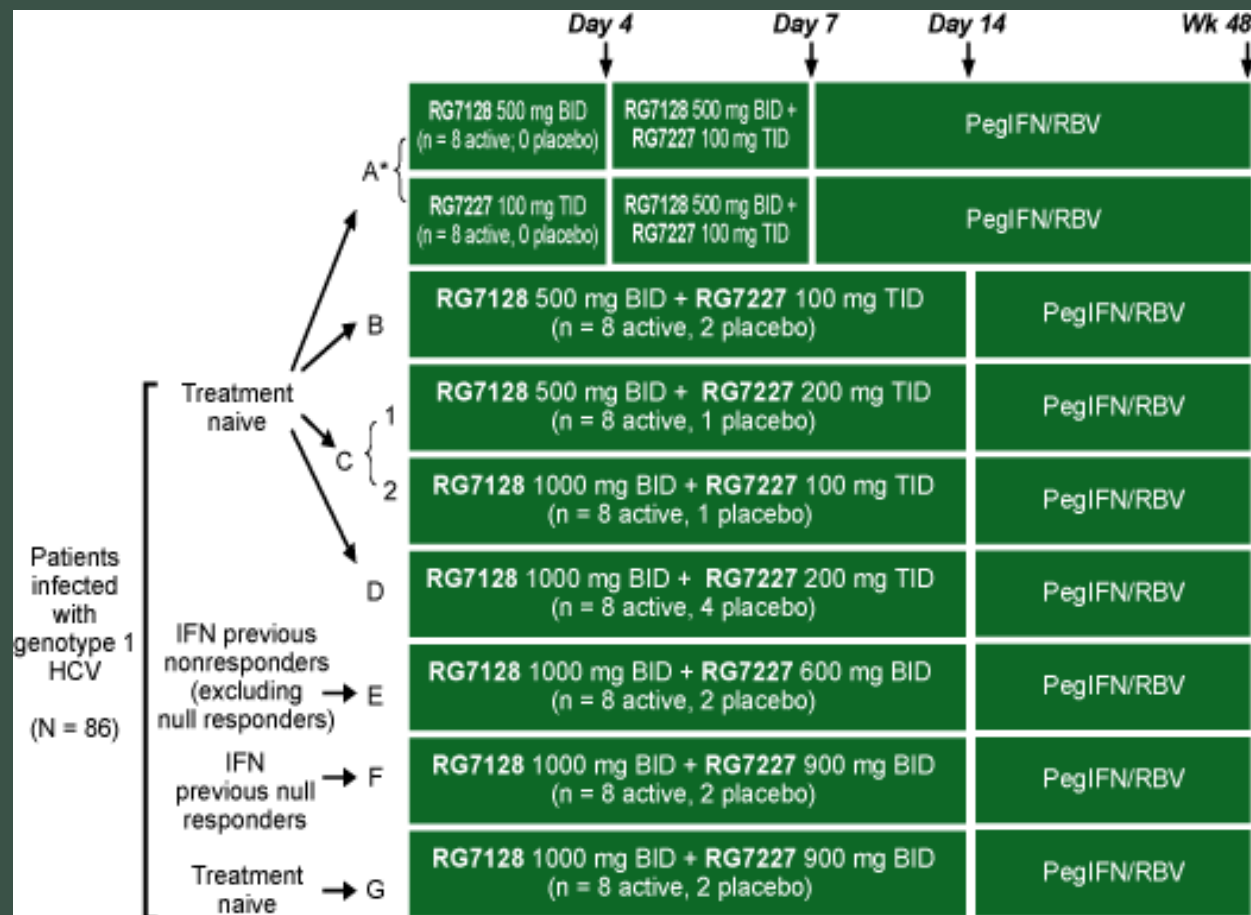 Day 4 Day 7 Day 14 Wk 48
RG7128 500 mg BID
(n = 8 active; 0 placebo)
RG7128 500 mg BID +
RG7227 100 mg TID
PegIFN/RBV
A*
RG7227 100 mg TID
(n = 8 active, 0 placebo)
RG7128 500 mg BID +
RG7227 100 mg TID
PegIFN/RBV
B
RG7128 500 mg BID + RG7227 100 mg TID
(n = 8 active, 2 placebo)
PegIFN/RBV
Treatment
naive
C
1
RG7128 500 mg BID + RG7227 200 mg TID
(n = 8 active, 1 placebo)
PegIFN/RBV
2
RG7128 1000 mg BID + RG7227 100 mg TID
(n = 8 active, 1 placebo)
PegIFN/RBV
Patients
infected
with
genotype 1
HCV
(N = 86)
D
RG7128 1000 mg BID + RG7227 200 mg TID
(n = 8 active, 4 placebo)
PegIFN/RBV
IFN previous
nonresponders
(excluding
null responders)
E
RG7128 1000 mg BID + RG7227 600 mg BID
(n = 8 active, 2 placebo)
PegIFN/RBV
IFN
previous null
responders
F
RG7128 1000 mg BID + RG7227 900 mg BID
(n = 8 active, 2 placebo)
PegIFN/RBV
Treatment
naive
G
RG7128 1000 mg BID + RG7227 900 mg BID
(n = 8 active, 2 placebo)
PegIFN/RBV